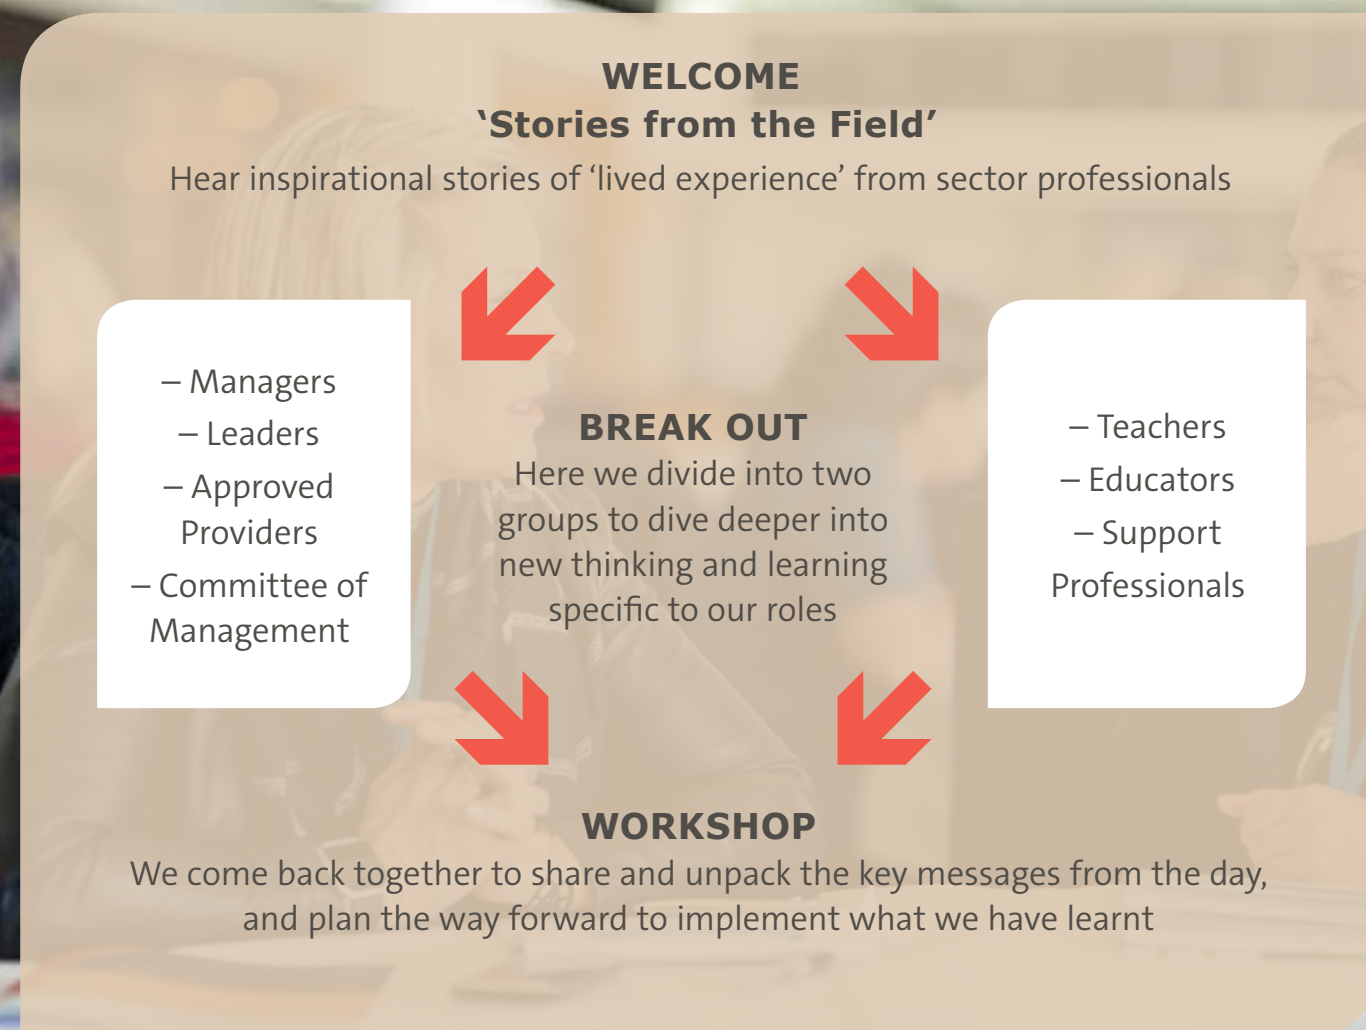 WELCOME
‘Stories from the Field’
Hear inspirational stories of ‘lived experience’ from sector professionals
– Managers
– Leaders
– Approved
Providers
– Committee of
Management
BREAK OUT
Here we divide into two
groups to dive deeper into
new thinking and learning
specific to our roles
– Teachers
– Educators
– Support
Professionals
WORKSHOP
We come back together to share and unpack the key messages from the day,
and plan the way forward to implement what we have learnt